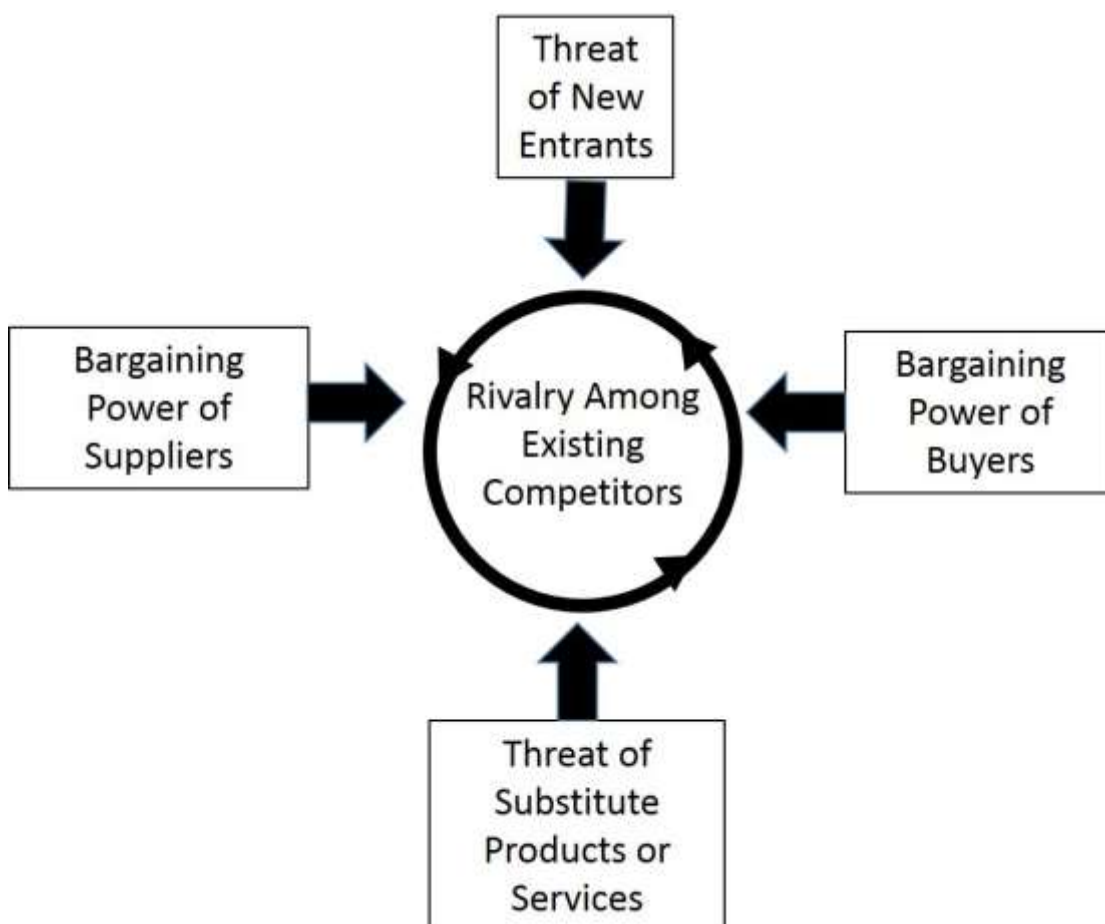 Threat
of New
Entrants
Bargaining
Power of
Suppliers
Rivalry Among
Existing
Competitors
Bargaining
Power of
Buyers
Threat of
Substitute
Products or
Services